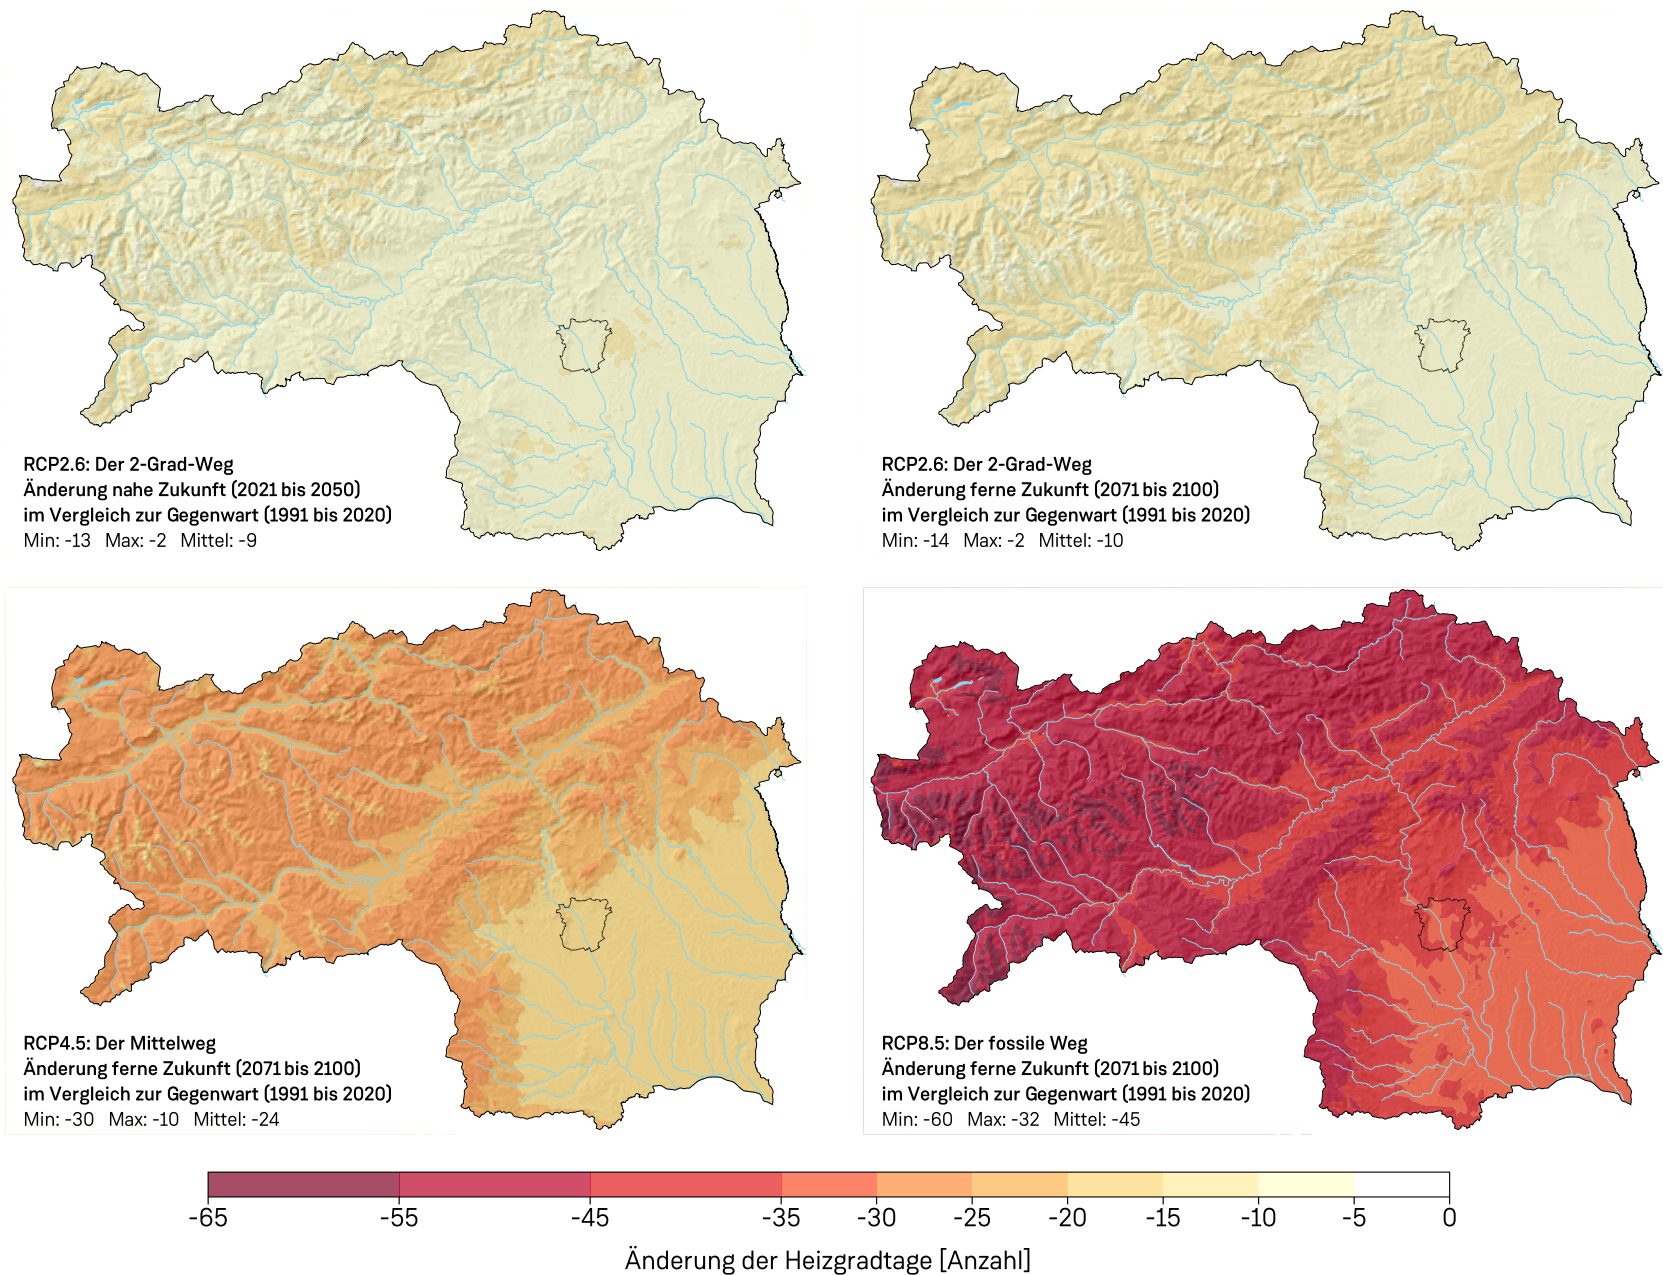 RCP2.6: Der 2-Grad-Weg
Änderung nahe Zukunft (2021 bis 2050)
im Vergleich zur Gegenwart (1991 bis 2020)
Min: -13 Max: -2 Mittel: -9
RCP2.6: Der 2-Grad-Weg
Änderung ferne Zukunft (2071 bis 2100)
im Vergleich zur Gegenwart (1991 bis 2020)
Min: -14 Max: -2 Mittel: -10
RCP4.5: Der Mittelweg
Änderung ferne Zukunft (2071 bis 2100)
im Vergleich zur Gegenwart (1991 bis 2020)
Min: -30 Max: -10 Mittel: -24
RCP8.5: Der fossile Weg
Änderung ferne Zukunft (2071 bis 2100)
im Vergleich zur Gegenwart (1991 bis 2020)
Min: -60 Max: -32 Mittel: -45
-65 -55 -45 -35 -30 -25 -20 -15 -10 -5 0
Änderung der Heizgradtage [Anzahl]